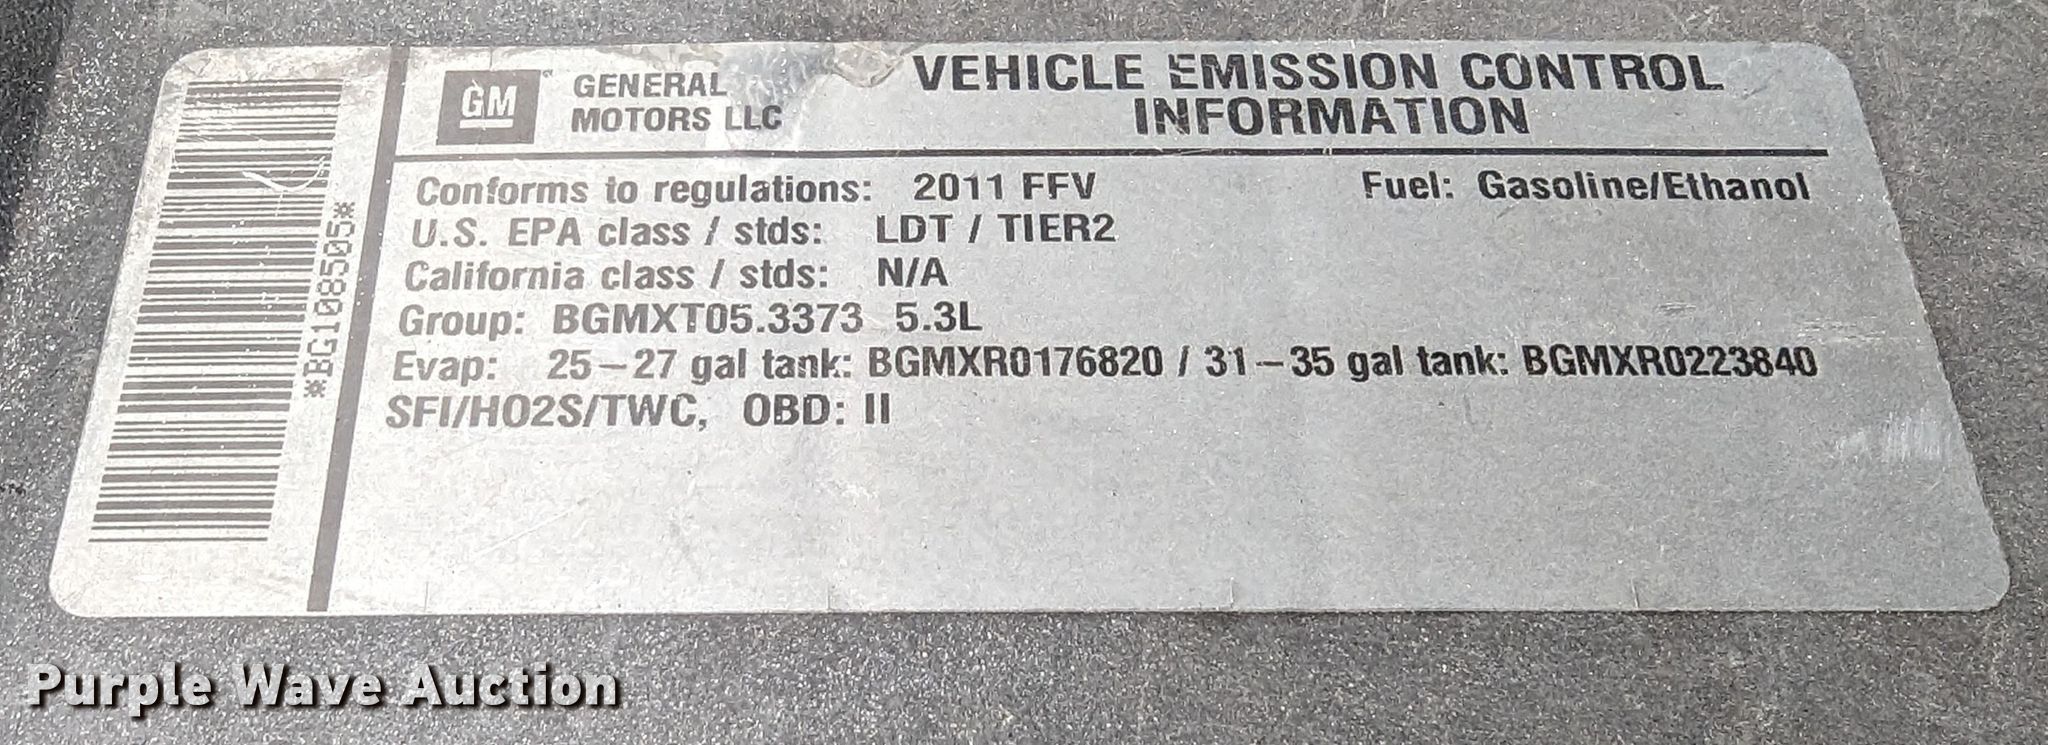 *BG108505*
GM
GENERAL
MOTORS LLC
VEHICLE EMISSION CONTROL
INFORMATION
Conforms to regulations: 2011 FFV Fuel: Gasoline/Ethanol
U.S. EPA class / stds: LDT / TIER2
California class / stds: N/A
Group: BGMXT05.3373 5.3L
Evap: 25-27 gal tank: BGMXR0176820 / 31-35 gal tank: BGMXR0223840
SFI/HO2S/TWC, OBD: II
Purple Wave Auction